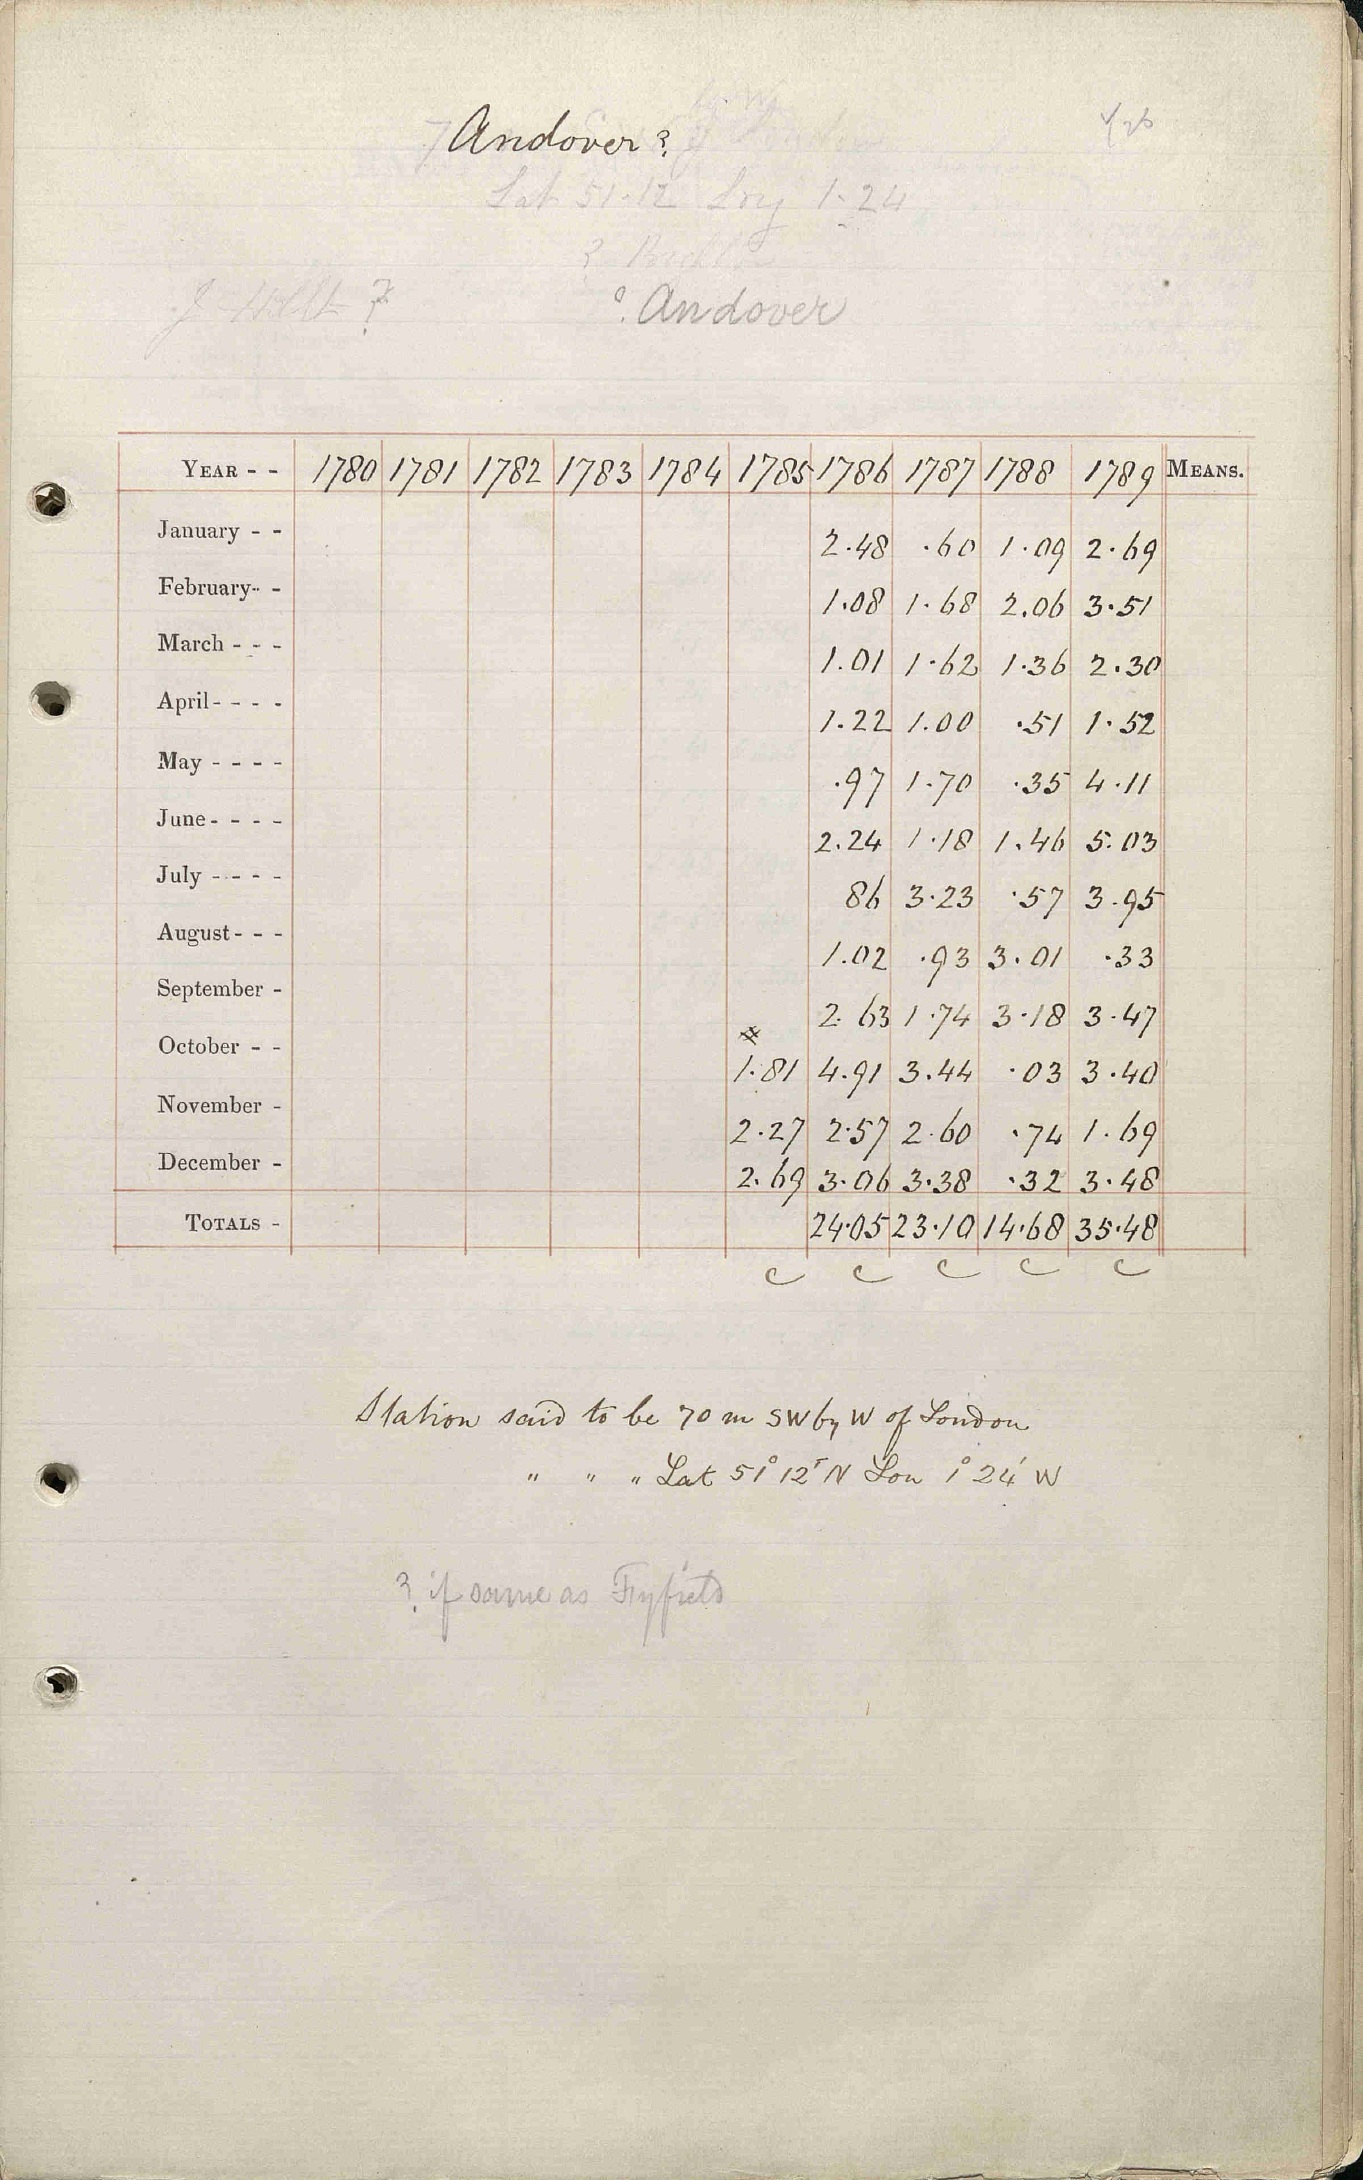 Andover ?
Lat 51-12 Long 1-24
?
? Andover
YEAR - - 1780 1781 1782 1783 1784 1785 1786 1787 1788 1789 MEANS.
January - - 2.48 .60 1.09 2.69
February - - 1.08 1.68 2.06 3.51
March - - - 1.01 1.62 1.36 2.30
April - - - - 1.22 1.00 .51 1.52
May - - - - .97 1.70 .35 4.11
June - - - - 2.24 1.18 1.46 5.03
July - - - - 86 3.23 .57 3.95
August - - - 1.02 .93 3.01 .33
September - 2.63 1.74 3.18 3.47
October - - 1.81 4.91 3.44 .03 3.40
November - 2.27 2.57 2.60 .74 1.69
December - 2.69 3.06 3.38 .32 3.48
TOTALS - 24.05 23.10 14.68 35.48
c c c c c
Station said to be 70 m SW by W of London
" " " Lat 51° 12' N Lon 1° 24' W
? if same as Fyfield